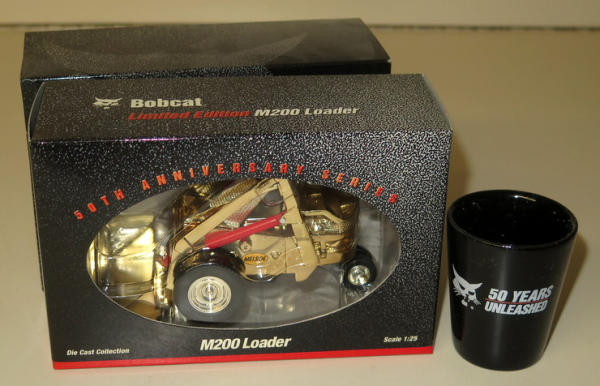 Bobcat
Limited Edition M200 Loader
50TH ANNIVERSARY SERIES
MELROE
Die Cast Collection
M200 Loader
Scale 1:25
50 YEARS
UNLEASHED